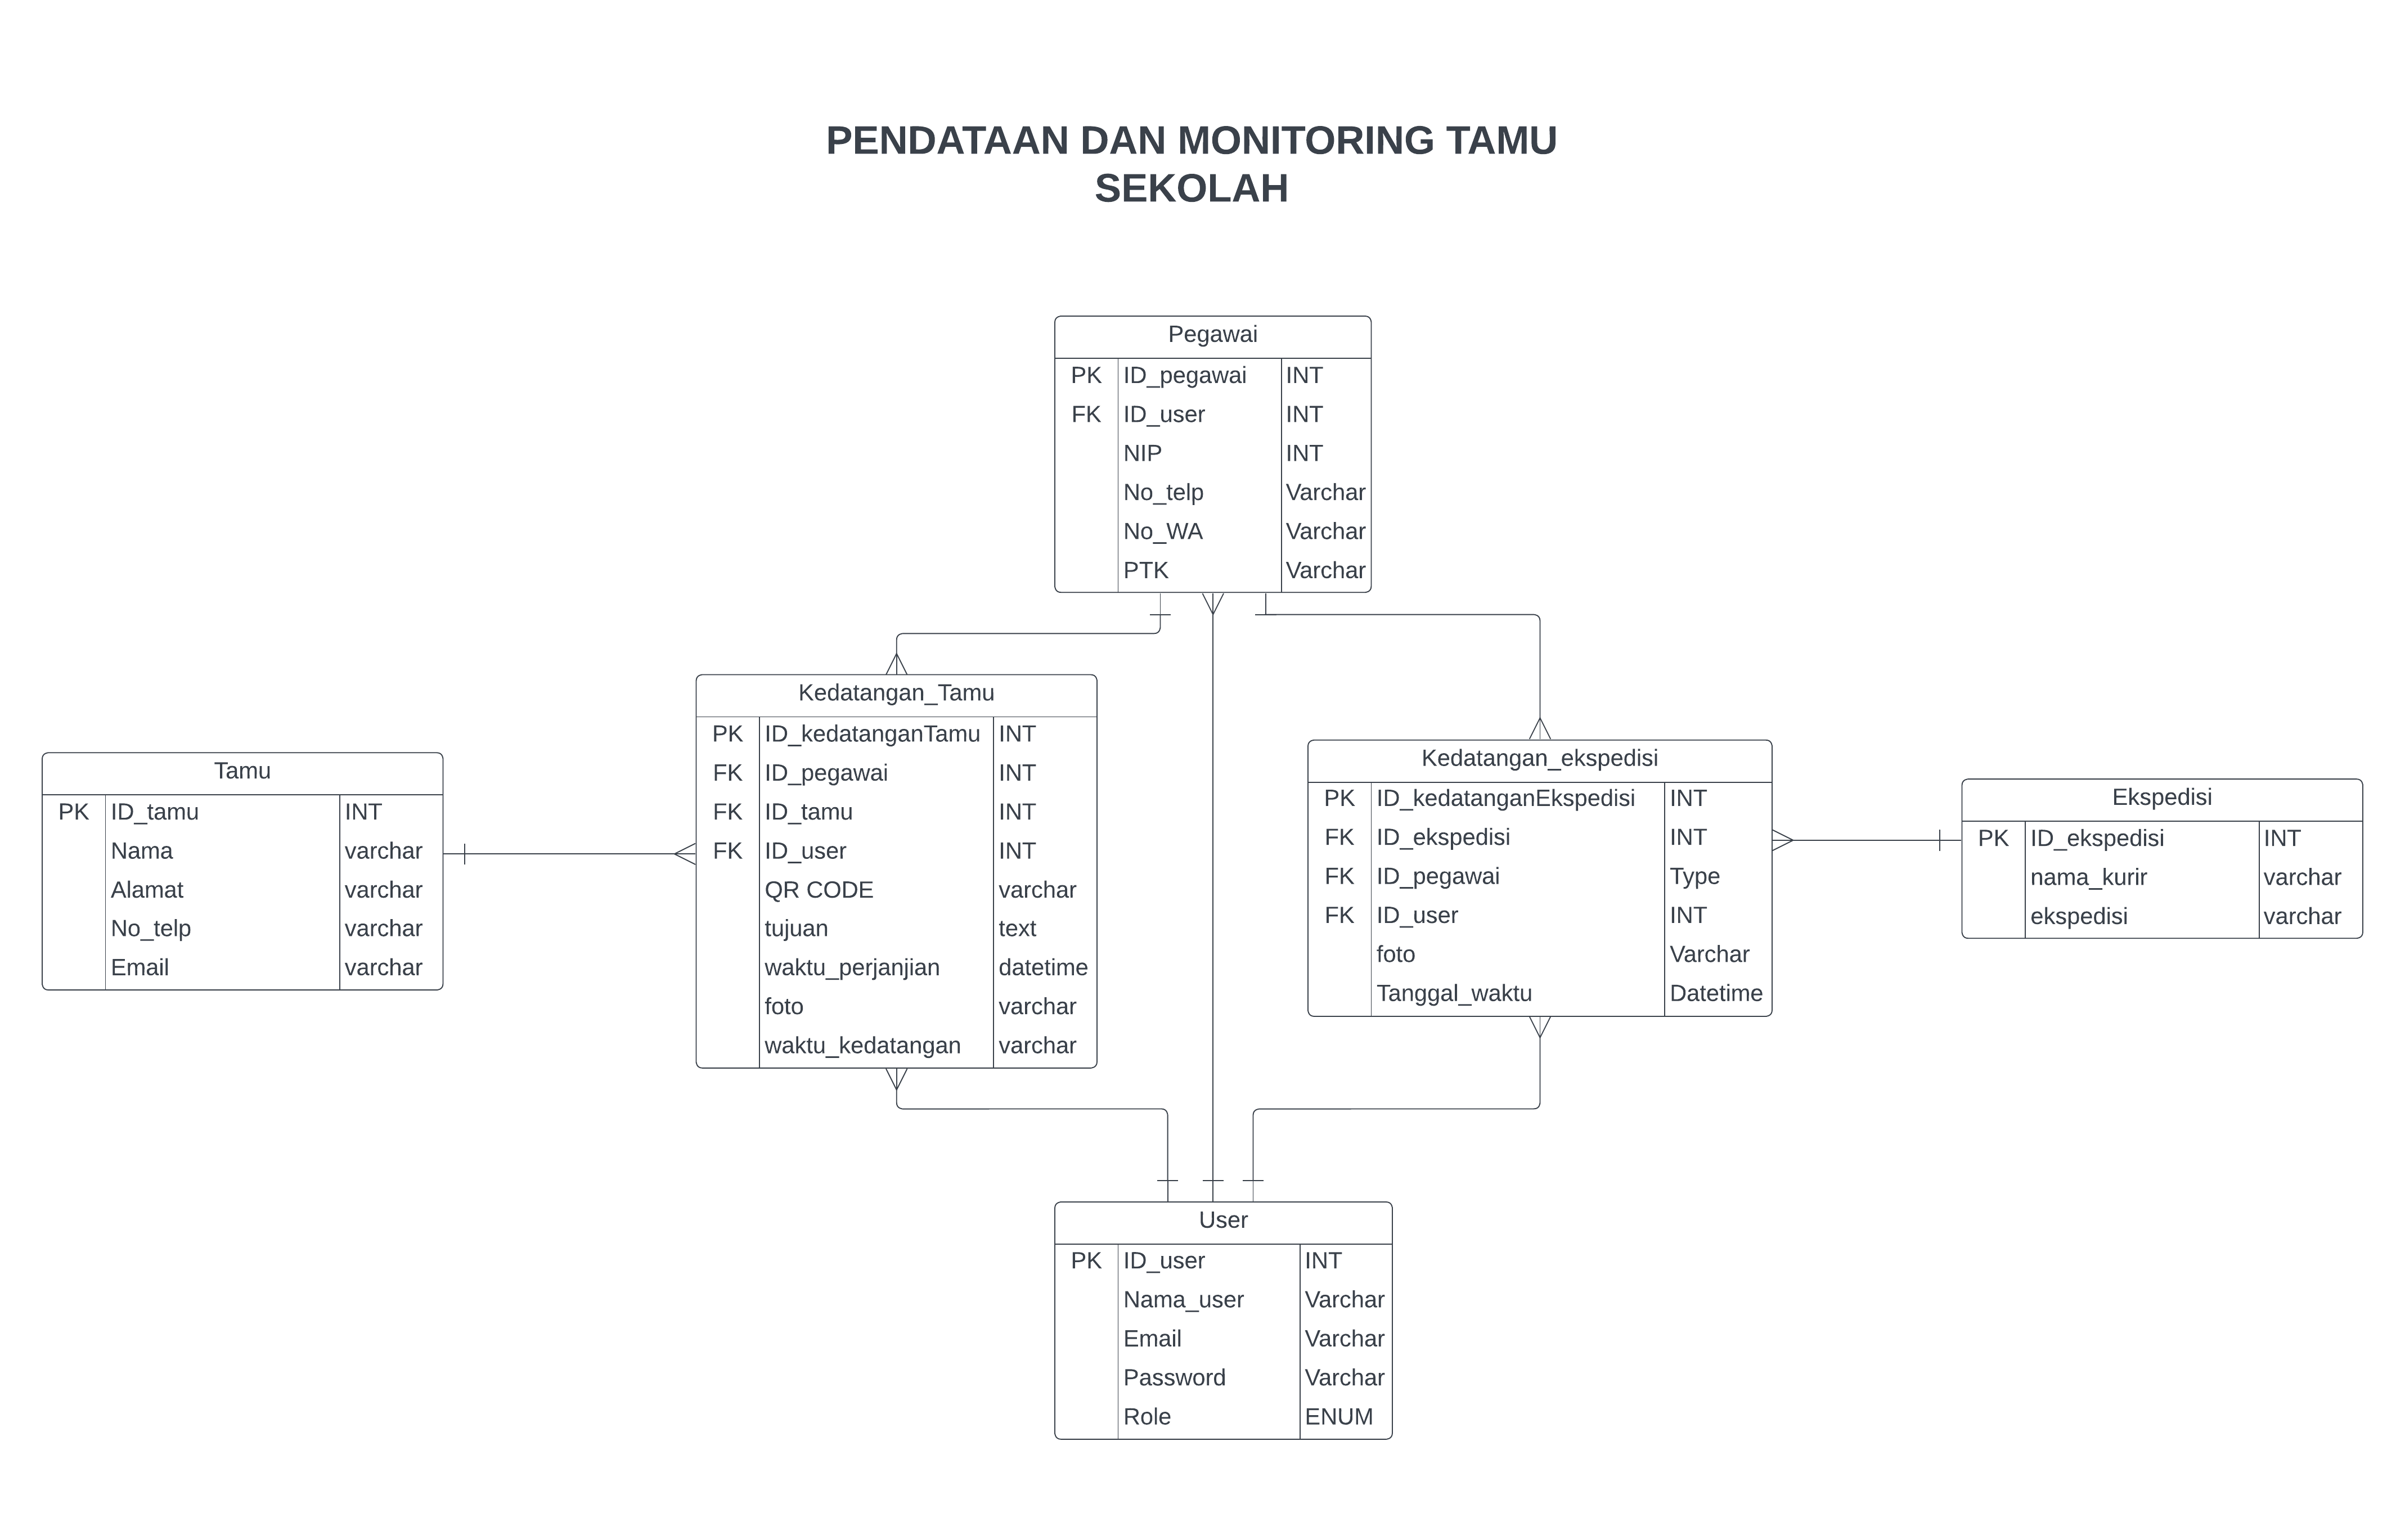 PENDATAAN DAN MONITORING TAMU
SEKOLAH
Pegawai
PK ID_pegawai INT
FK ID_user INT
NIP INT
No_telp Varchar
No_WA Varchar
PTK Varchar
Kedatangan_Tamu
PK ID_kedatanganTamu INT
FK ID_pegawai INT
FK ID_tamu INT
FK ID_user INT
QR CODE varchar
tujuan text
waktu_perjanjian datetime
foto varchar
waktu_kedatangan varchar
Tamu
PK ID_tamu INT
Nama varchar
Alamat varchar
No_telp varchar
Email varchar
Kedatangan_ekspedisi
PK ID_kedatanganEkspedisi INT
FK ID_ekspedisi INT
FK ID_pegawai Type
FK ID_user INT
foto Varchar
Tanggal_waktu Datetime
Ekspedisi
PK ID_ekspedisi INT
nama_kurir varchar
ekspedisi varchar
User
PK ID_user INT
Nama_user Varchar
Email Varchar
Password Varchar
Role ENUM